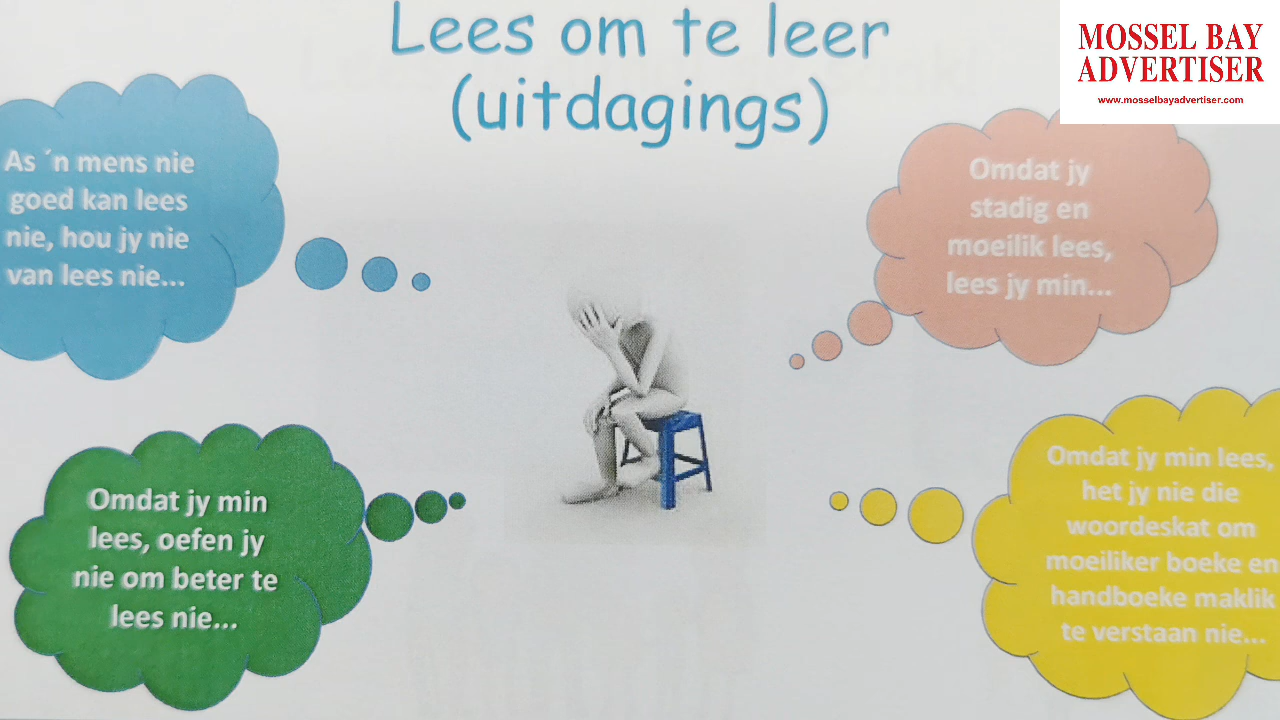 Lees om te leer
(uitdagings)
MOSSEL BAY
ADVERTISER
www.mosselbayadvertiser.com
As ´n mens nie
goed kan lees
nie, hou jy nie
van lees nie...
Omdat jy
stadig en
moeilik lees,
lees jy min...
Omdat jy min
lees, oefen jy
nie om beter te
lees nie...
Omdat jy min lees,
het jy nie die
woordeskat om
moeiliker boeke en
handboeke maklik
te verstaan nie...